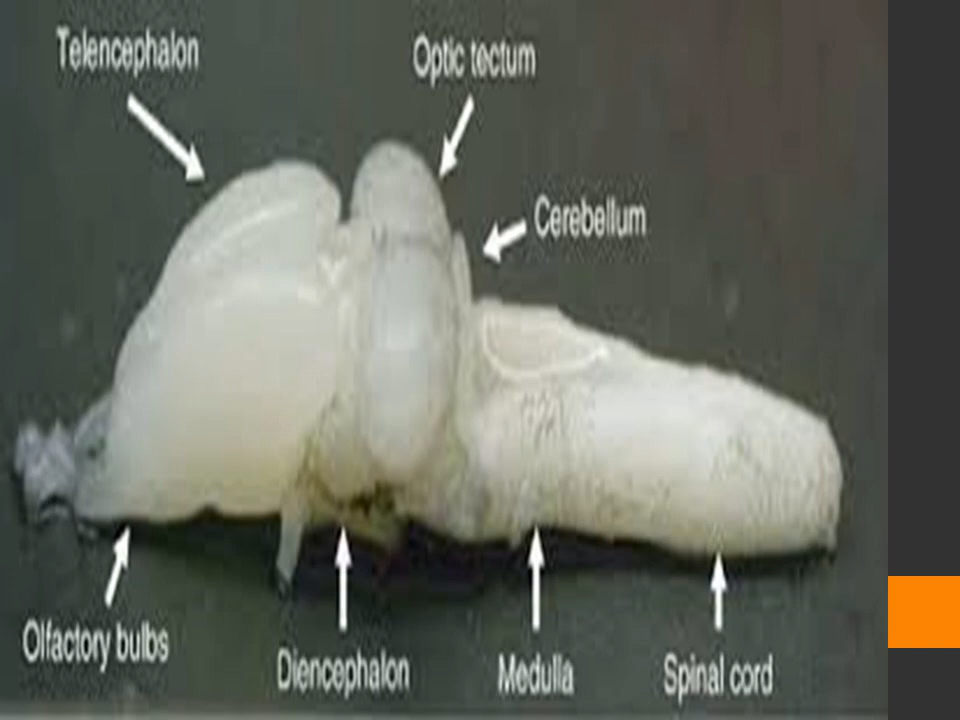 Telencephalon
Optic tectum
Cerebellum
Olfactory bulbs
Diencephalon
Medulla
Spinal cord